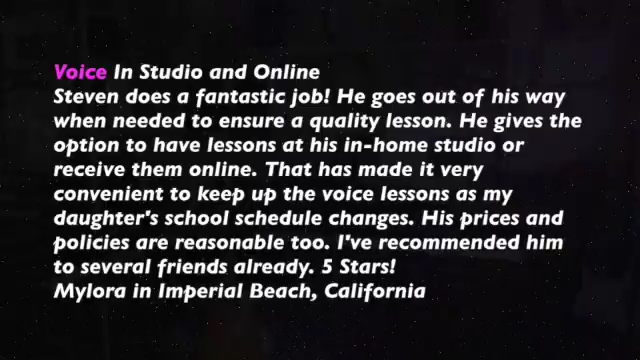 Voice In Studio and Online
Steven does a fantastic job! He goes out of his way
when needed to ensure a quality lesson. He gives the
option to have lessons at his in-home studio or
receive them online. That has made it very
convenient to keep up the voice lessons as my
daughter's school schedule changes. His prices and
policies are reasonable too. I've recommended him
to several friends already. 5 Stars!
Mylora in Imperial Beach, California